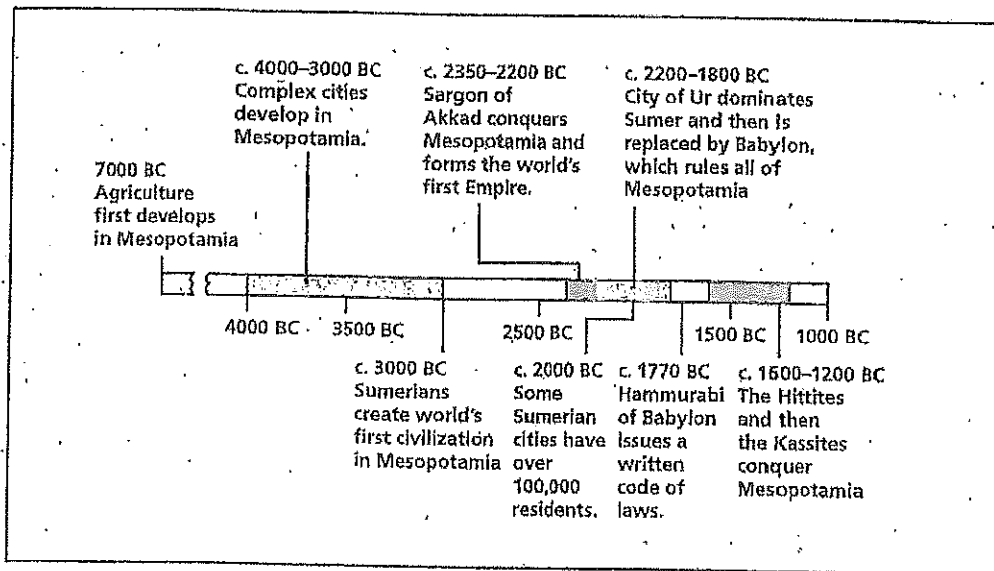 c. 4000–3000 BC
Complex cities
develop in
Mesopotamia.
c. 2350–2200 BC
Sargon of
Akkad conquers
Mesopotamia and
forms the world's
first Empire.
c. 2200–1800 BC
City of Ur dominates
Sumer and then is
replaced by Babylon,
which rules all of
Mesopotamia
7000 BC
Agriculture
first develops
in Mesopotamia
4000 BC
3500 BC
2500 BC
1500 BC
1000 BC
c. 3000 BC
Sumerians
create world's
first civilization
in Mesopotamia
c. 2000 BC
Some
Sumerian
cities have
over
100,000
residents.
c. 1770 BC
Hammurabi
of Babylon
issues a
written
code of
laws.
c. 1600–1200 BC
The Hittites
and then
the Kassites
conquer
Mesopotamia